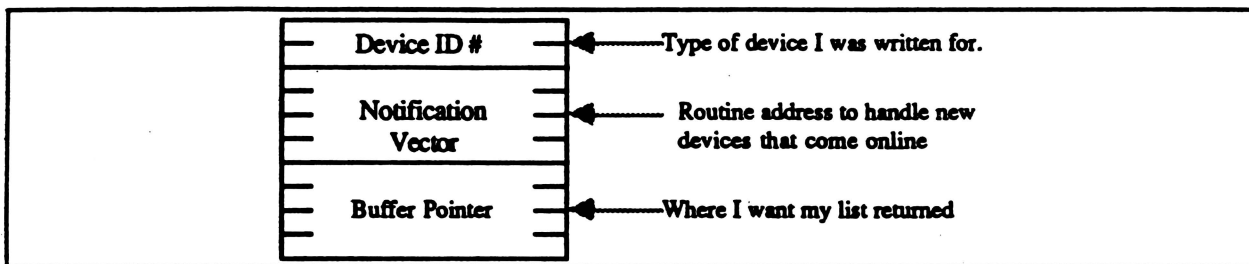 Device ID #
Type of device I was written for.
Notification
Vector
Routine address to handle new
devices that come online
Buffer Pointer
Where I want my list returned